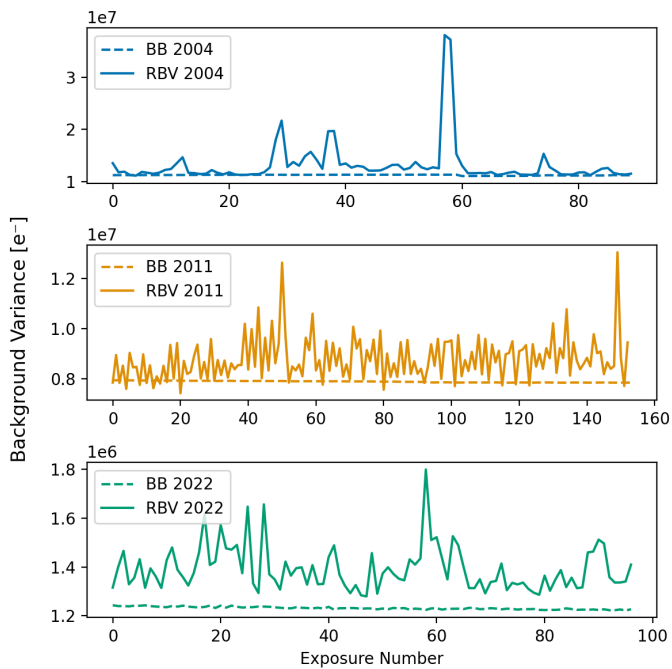 1e7
BB 2004
RBV 2004
3
2
1
0 20 40 60 80
1e7
BB 2011
RBV 2011
1.2
1.0
0.8
0 20 40 60 80 100 120 140 160
Background Variance [e⁻]
1e6
BB 2022
RBV 2022
1.8
1.6
1.4
1.2
0 20 40 60 80 100
Exposure Number